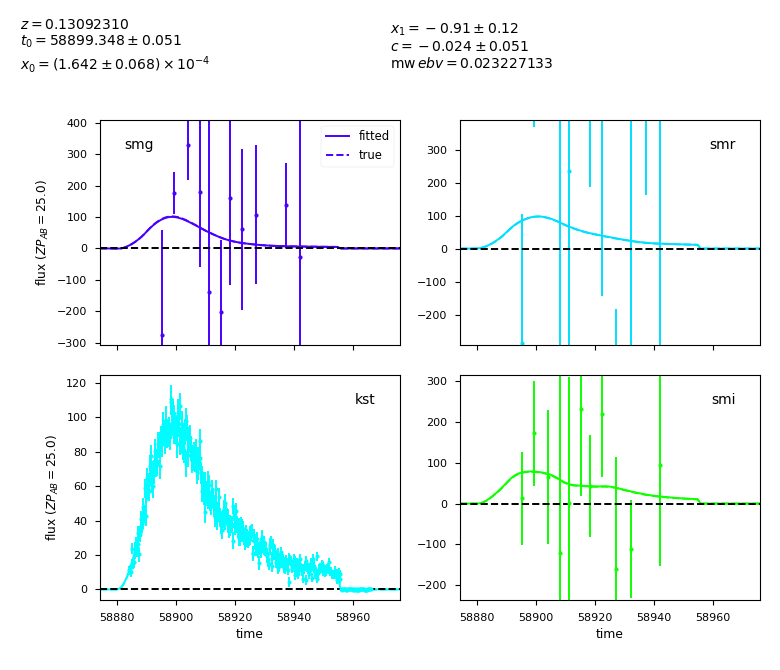 z = 0.13092310
t₀ = 58899.348 ± 0.051
x₀ = (1.642 ± 0.068) × 10⁻⁴
x₁ = −0.91 ± 0.12
c = −0.024 ± 0.051
mw ebv = 0.023227133
smg
fitted
true
400
300
200
100
0
−100
−200
−300
flux (ZP_AB = 25.0)
smr
300
200
100
0
−100
−200
kst
120
100
80
60
40
20
0
flux (ZP_AB = 25.0)
58880 58900 58920 58940 58960
time
smi
300
200
100
0
−100
−200
58880 58900 58920 58940 58960
time